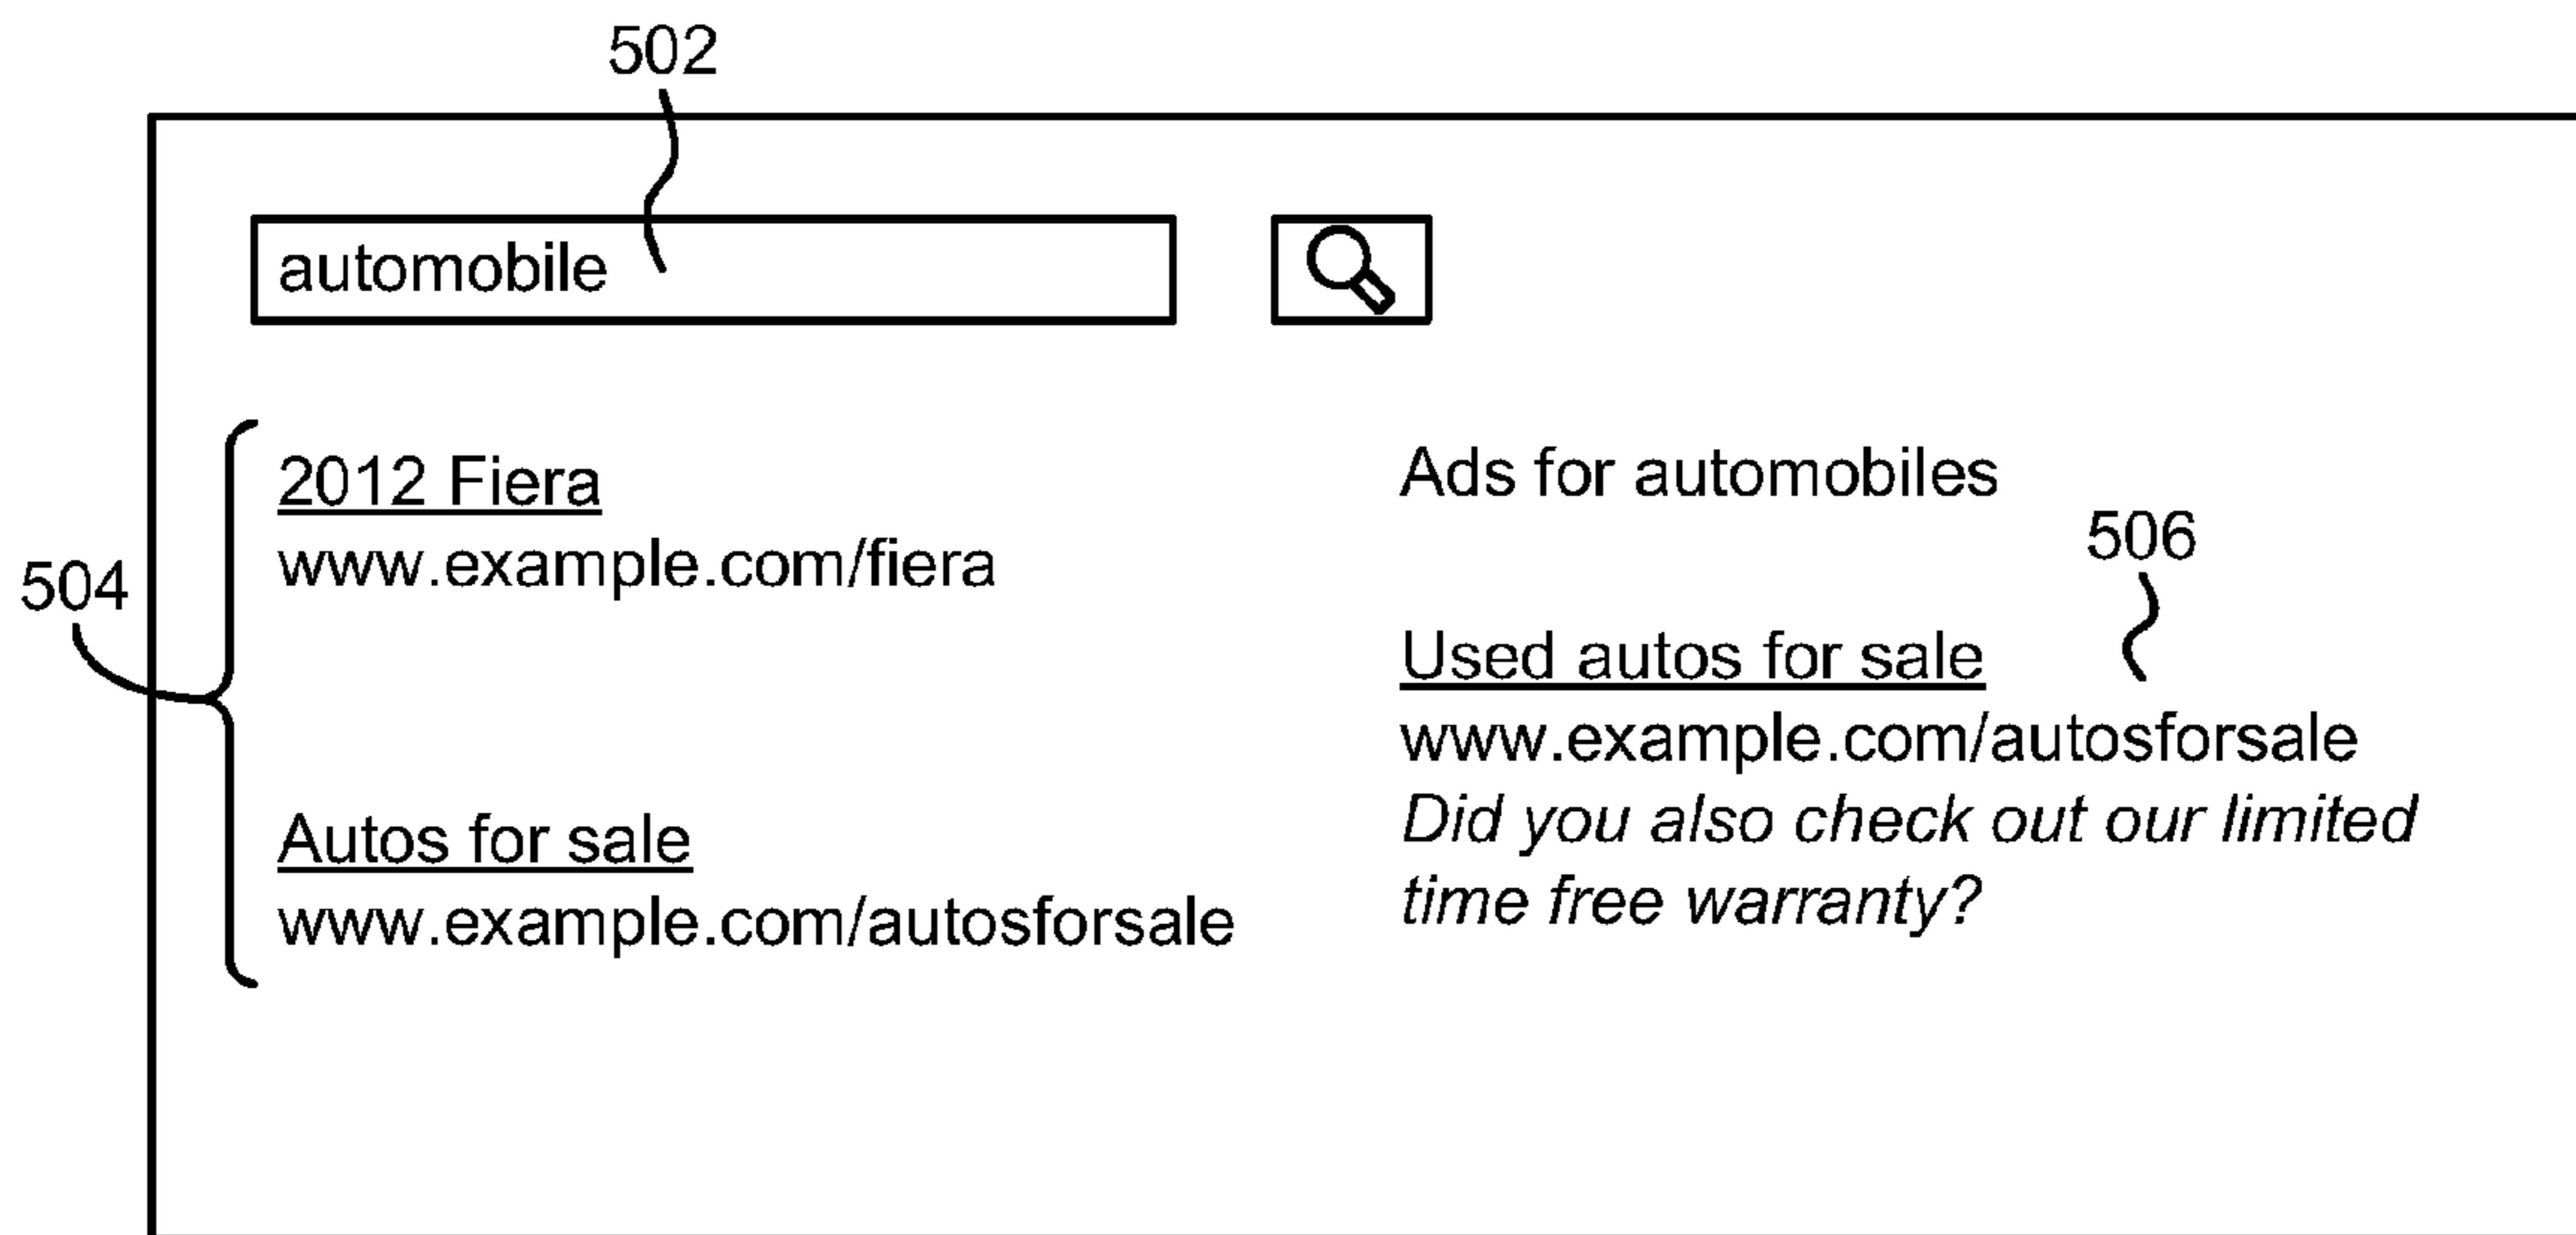 502
automobile
504
2012 Fiera
www.example.com/fiera
Autos for sale
www.example.com/autosforsale
Ads for automobiles
506
Used autos for sale
www.example.com/autosforsale
Did you also check out our limited
time free warranty?